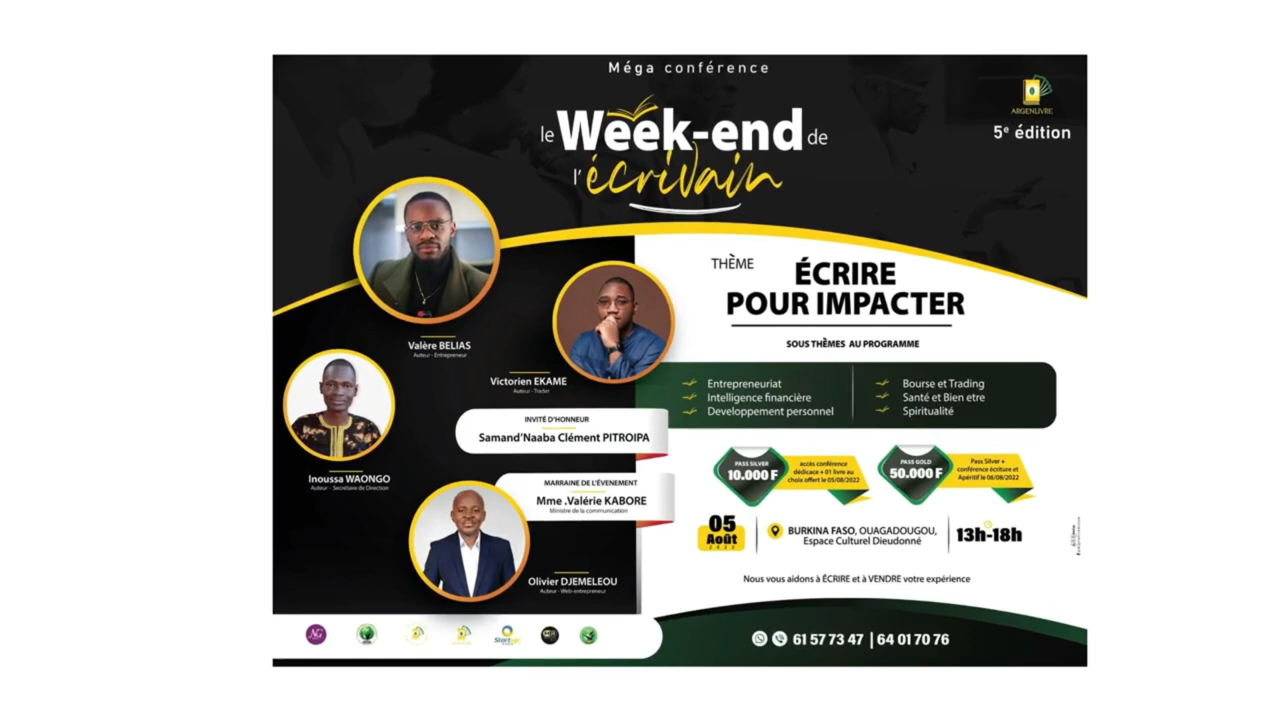 Méga conférence
ARGENLIVRE
5e édition
le Week-end de
l'écrivain
Valère BELIAS
Auteur - Entrepreneur
Victorien EKAME
Auteur - Trader
Inoussa WAONGO
Auteur - Secrétaire de Direction
INVITÉ D'HONNEUR
Samand'Naaba Clément PITROIPA
MARRAINE DE L'ÉVENEMENT
Mme .Valérie KABORE
Ministre de la communication
Olivier DJEMELEOU
Auteur - Web-entrepreneur
THÈME
ÉCRIRE
POUR IMPACTER
SOUS THÈMES AU PROGRAMME
Entrepreneuriat
Intelligence financière
Developpement personnel
Bourse et Trading
Santé et Bien etre
Spiritualité
PASS SILVER
10.000 F
accès conférence
dédicace + 01 livre au
choix offert le 05/08/2022
PASS GOLD
50.000 F
Pass Silver +
conférence écriture et
Apéritif le 06/08/2022
05
Août
2022
BURKINA FASO, OUAGADOUGOU,
Espace Culturel Dieudonné
13h-18h
Nous vous aidons à ÉCRIRE et à VENDRE votre expérience
61 57 73 47 | 64 01 70 76